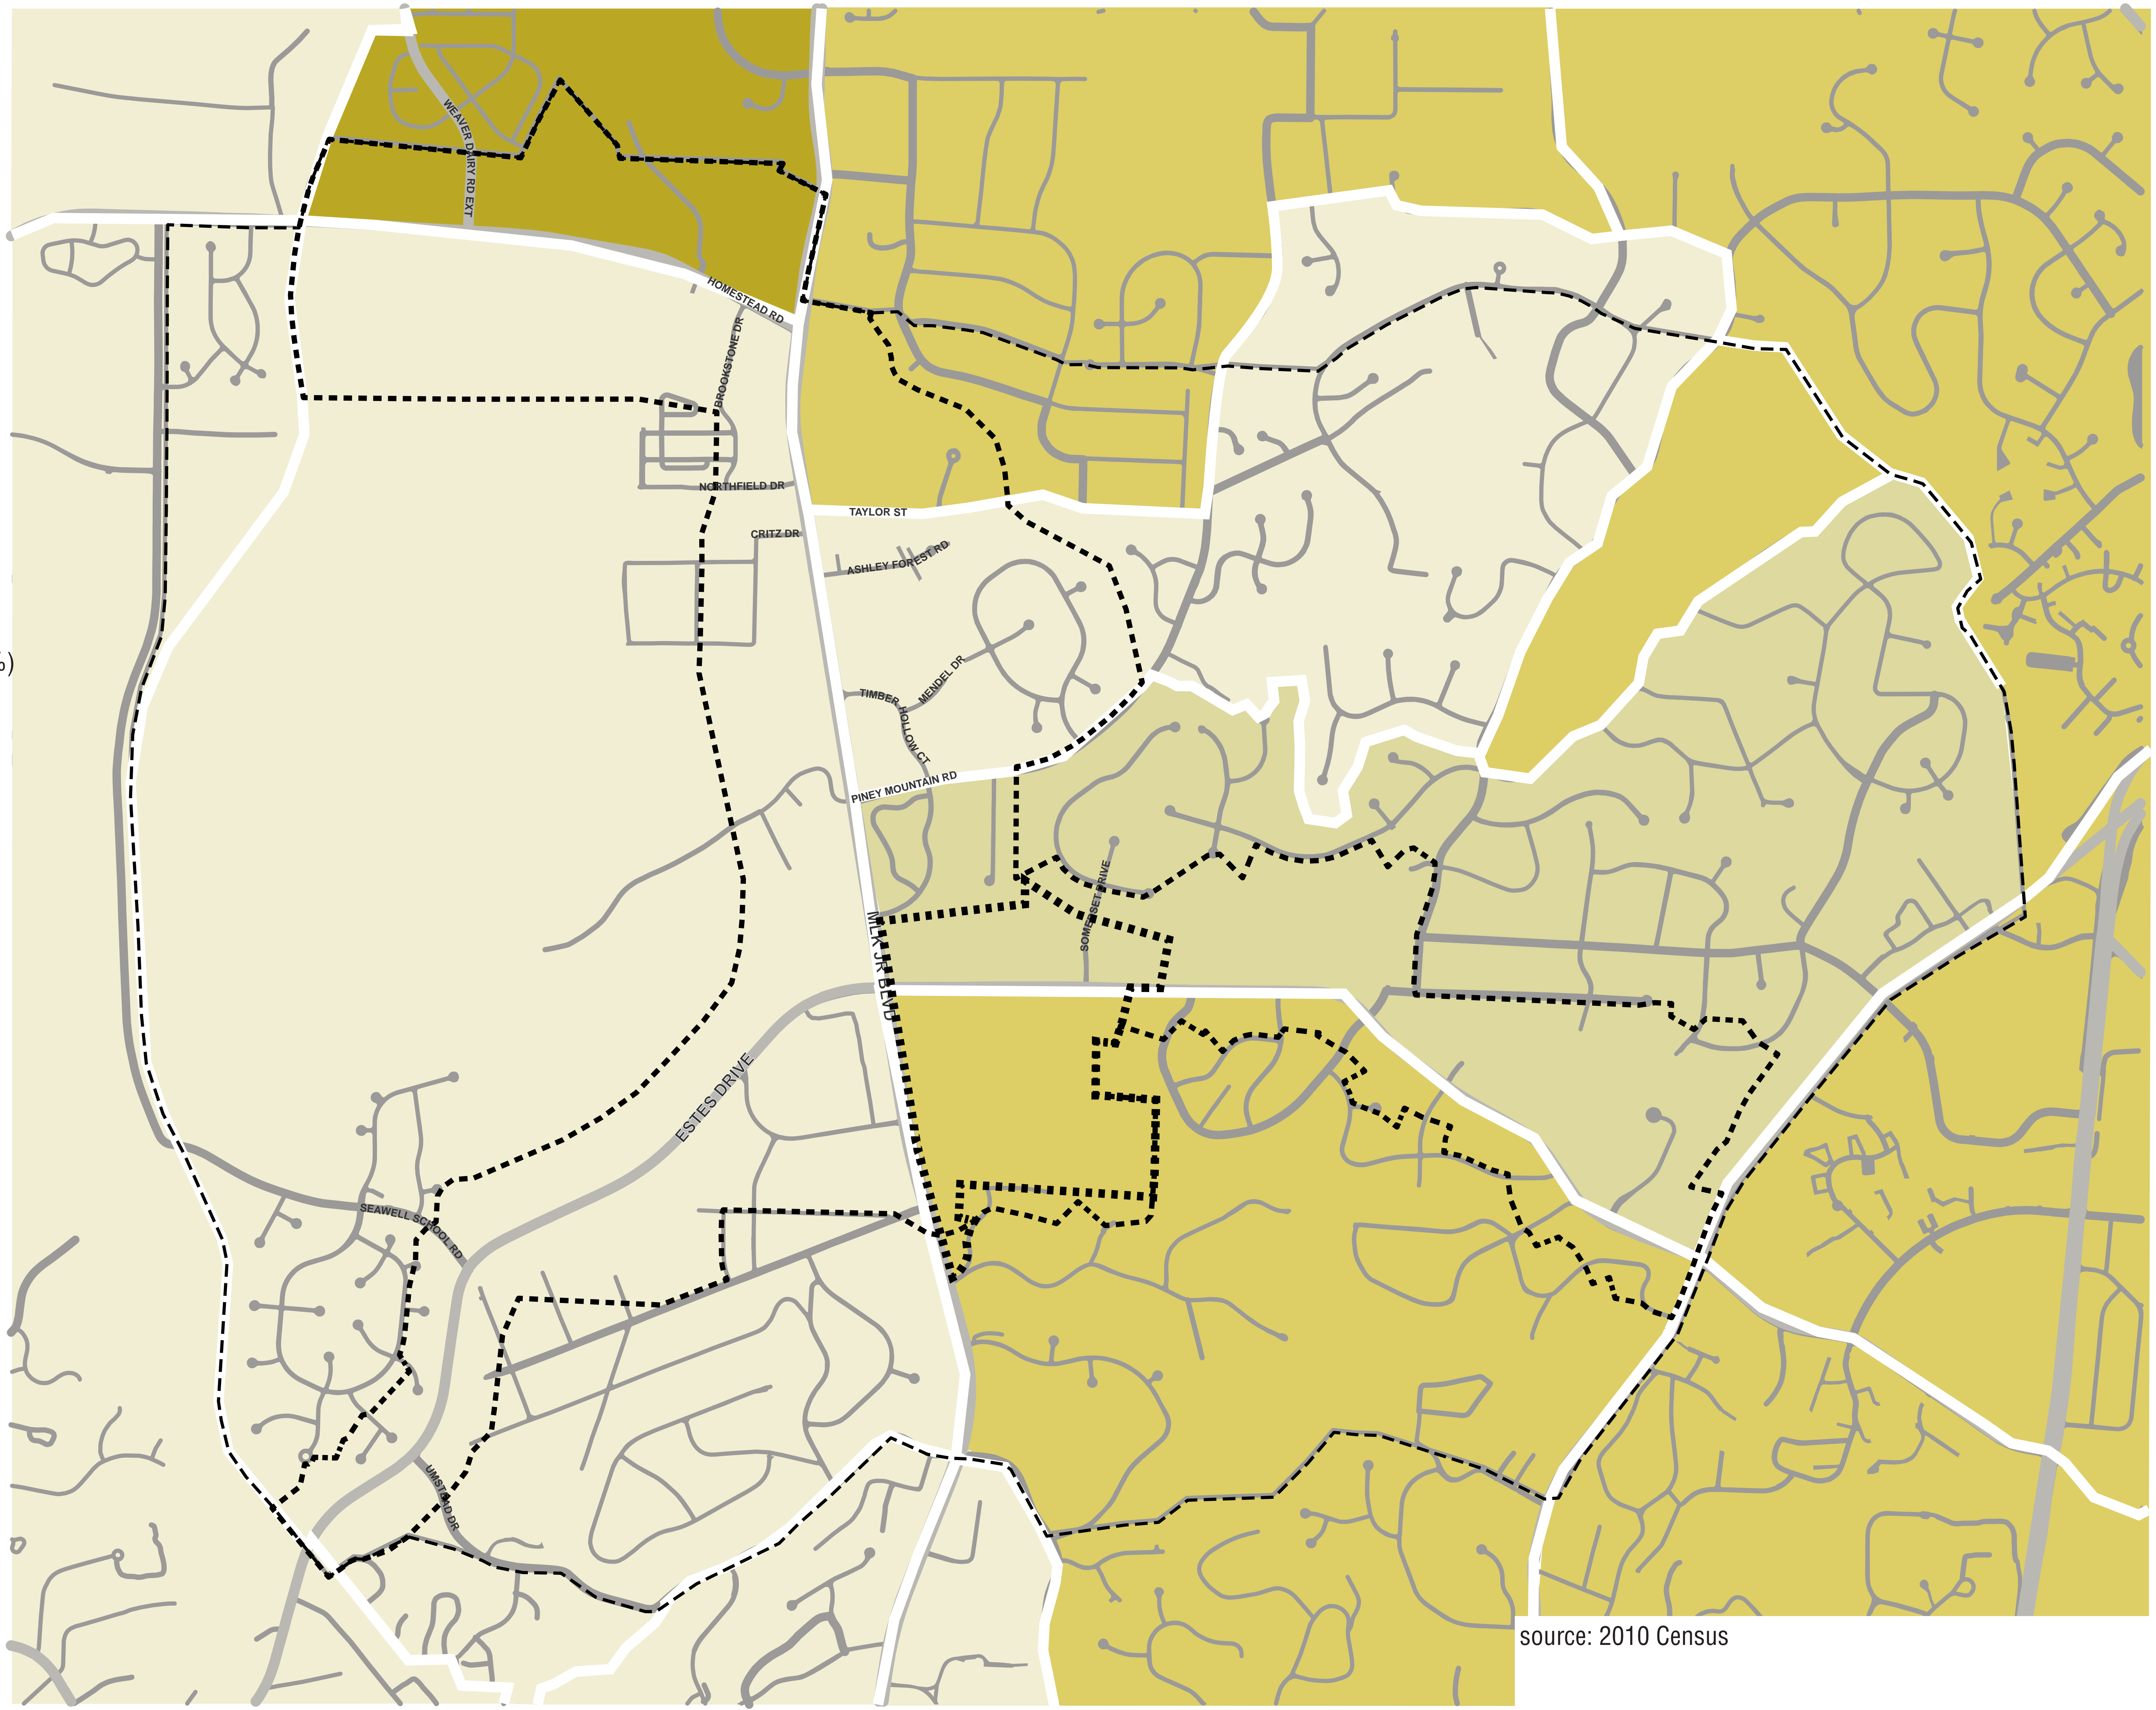 WEAVER DAIRY RD EXT
HOMESTEAD RD
BROOKSTONE DR
NORTHFIELD DR
TAYLOR ST
CRITZ DR
ASHLEY FOREST RD
%)
MENDEL DR
TIMBER HOLLOW CT
PINEY MOUNTAIN RD
SOMERSET DRIVE
MLK JR BLVD
ESTES DRIVE
SEAWELL SCHOOL RD
UMSTEAD DR
source: 2010 Census